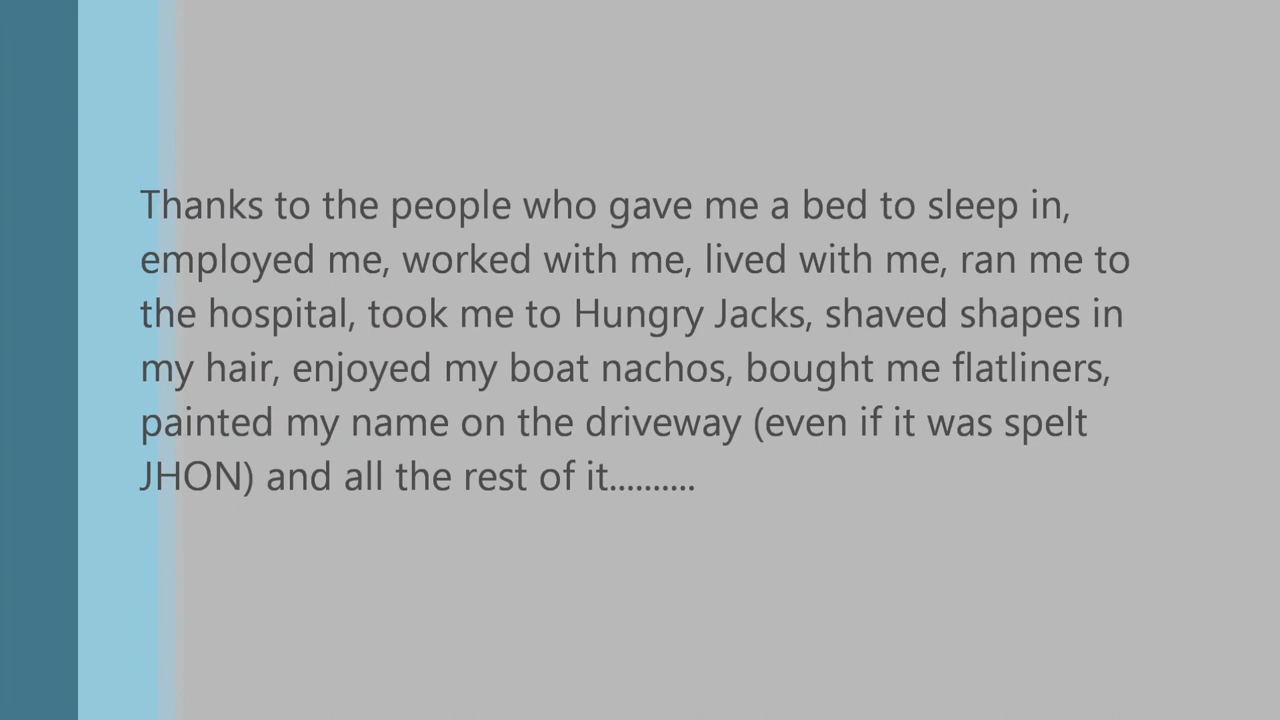 Thanks to the people who gave me a bed to sleep in,
employed me, worked with me, lived with me, ran me to
the hospital, took me to Hungry Jacks, shaved shapes in
my hair, enjoyed my boat nachos, bought me flatliners,
painted my name on the driveway (even if it was spelt
JHON) and all the rest of it..........